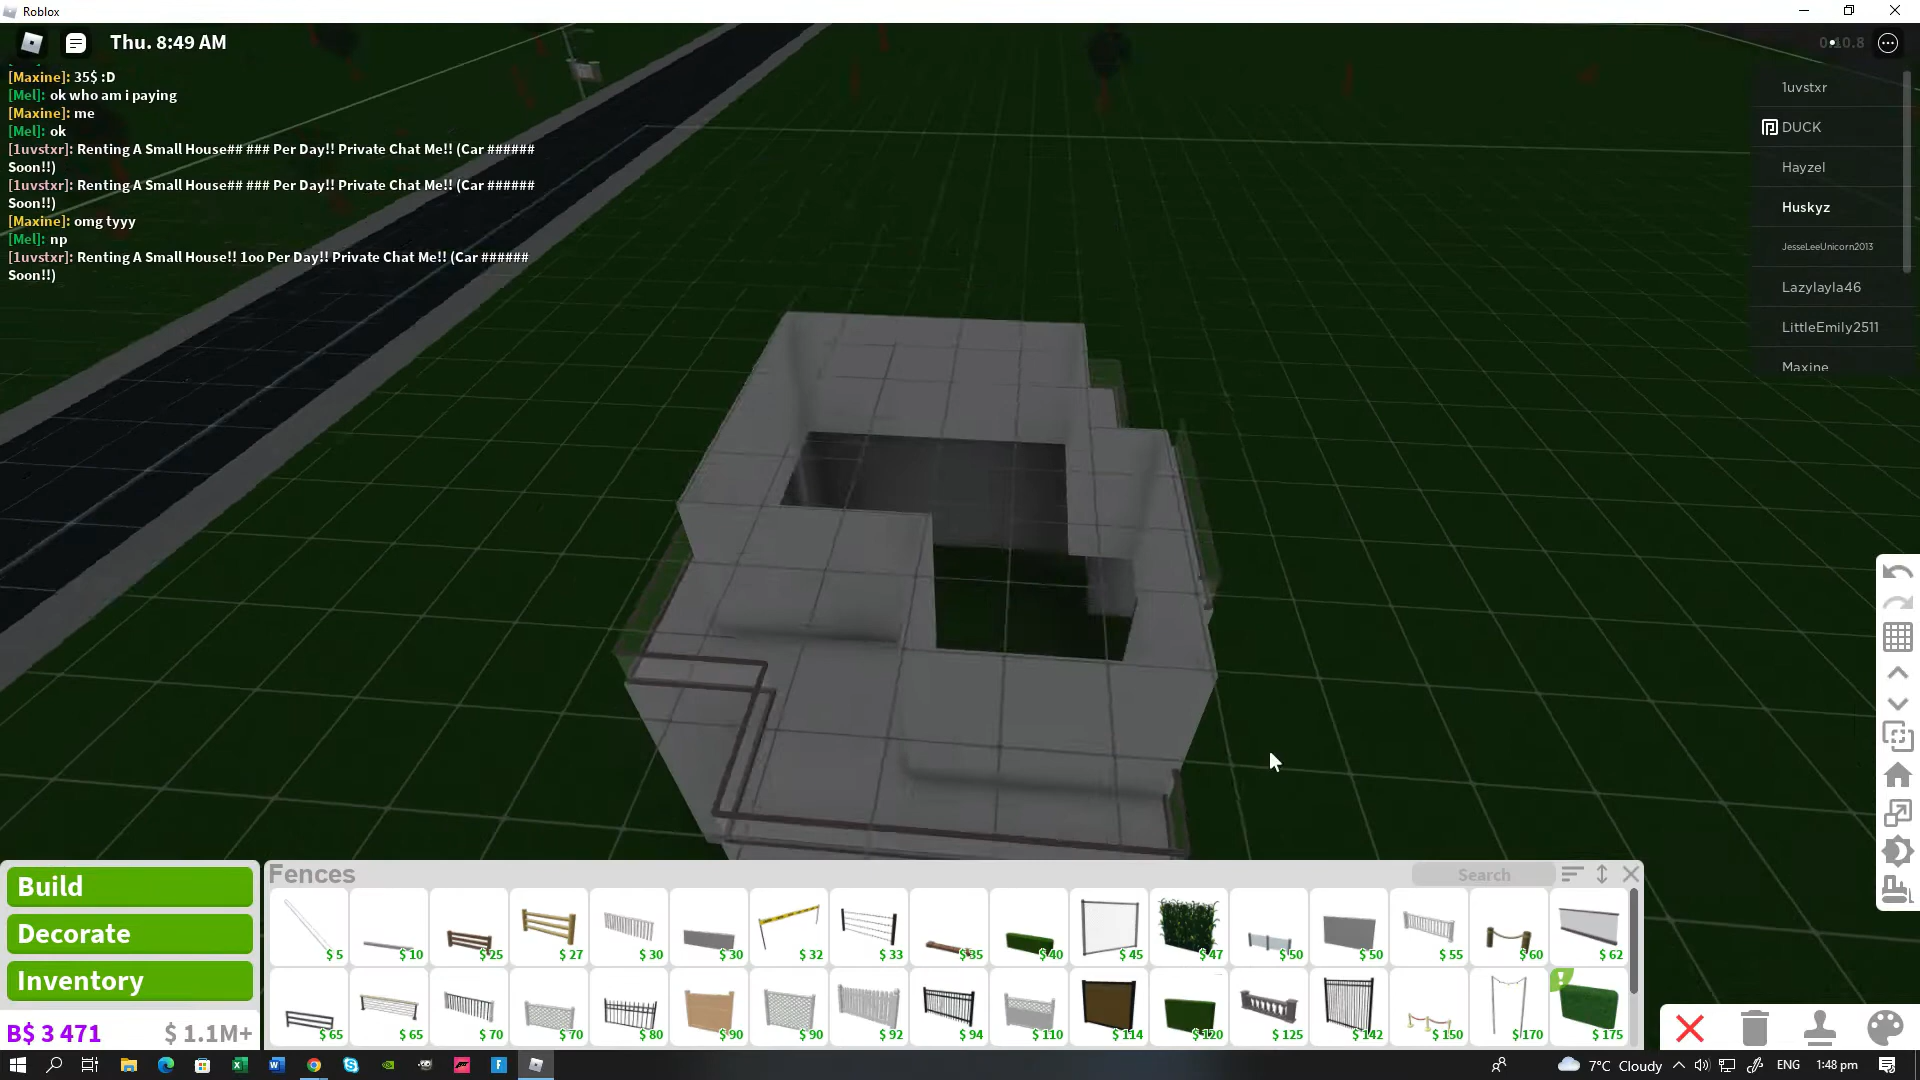 Roblox
Thu. 8:49 AM
[Maxine]: 35$ :D
[Mel]: ok who am i paying
[Maxine]: me
[Mel]: ok
[1uvstxr]: Renting A Small House## ### Per Day!! Private Chat Me!! (Car ######
Soon!!)
[1uvstxr]: Renting A Small House## ### Per Day!! Private Chat Me!! (Car ######
Soon!!)
[Maxine]: omg tyyy
[Mel]: np
[1uvstxr]: Renting A Small House!! 1oo Per Day!! Private Chat Me!! (Car ######
Soon!!)
1uvstxr
DUCK
Hayzel
Huskyz
JesseLeeUnicorn2013
Lazylayla46
LittleEmily2511
Maxine
Build
Decorate
Inventory
B$ 3 471 $ 1.1M+
Fences
Search
$ 5 $ 10 $ 25 $ 27 $ 30 $ 30 $ 32 $ 33 $ 35 $ 40 $ 45 $ 47 $ 50 $ 50 $ 55 $ 60 $ 62
$ 65 $ 65 $ 70 $ 70 $ 80 $ 90 $ 90 $ 92 $ 94 $ 110 $ 114 $ 120 $ 125 $ 142 $ 150 $ 170 $ 175
7°C Cloudy ENG 1:48 pm